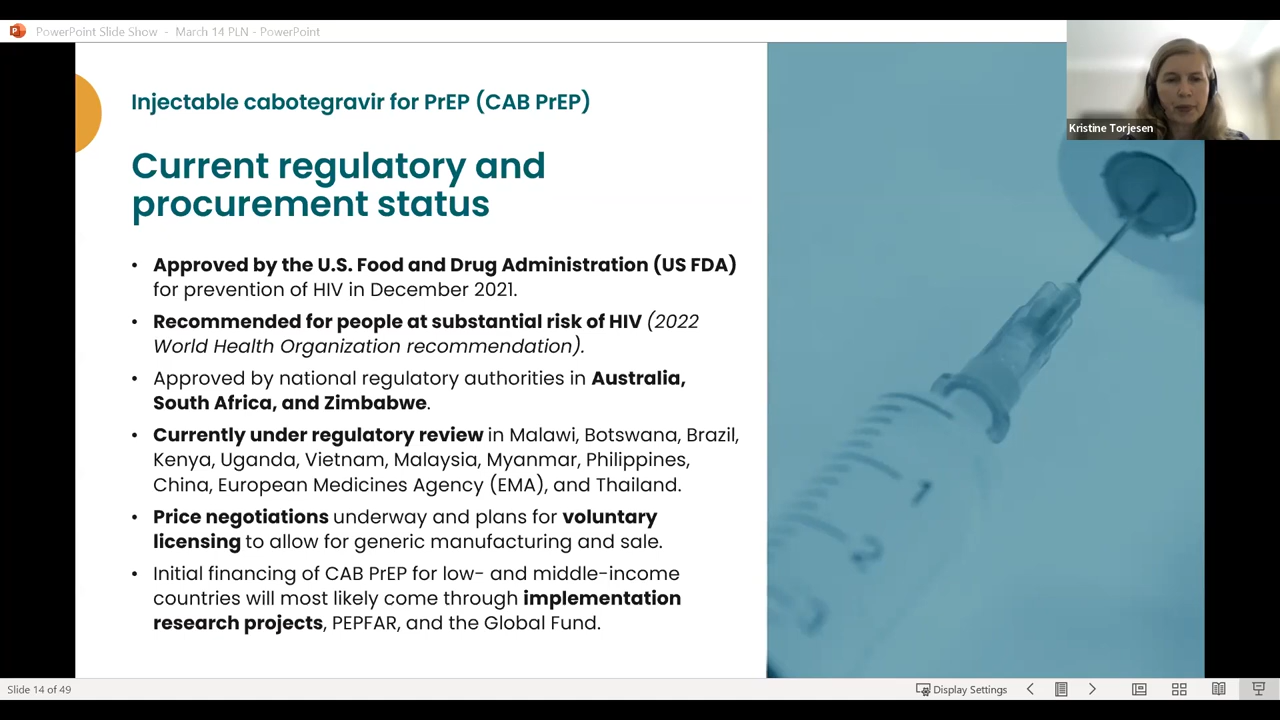 PowerPoint Slide Show - March 14 PLN - PowerPoint
Kristine Torjesen
Injectable cabotegravir for PrEP (CAB PrEP)
Current regulatory and
procurement status
• Approved by the U.S. Food and Drug Administration (US FDA)
for prevention of HIV in December 2021.
• Recommended for people at substantial risk of HIV (2022
World Health Organization recommendation).
• Approved by national regulatory authorities in Australia,
South Africa, and Zimbabwe.
• Currently under regulatory review in Malawi, Botswana, Brazil,
Kenya, Uganda, Vietnam, Malaysia, Myanmar, Philippines,
China, European Medicines Agency (EMA), and Thailand.
• Price negotiations underway and plans for voluntary
licensing to allow for generic manufacturing and sale.
• Initial financing of CAB PrEP for low- and middle-income
countries will most likely come through implementation
research projects, PEPFAR, and the Global Fund.
1
2
3
Slide 14 of 49
Display Settings